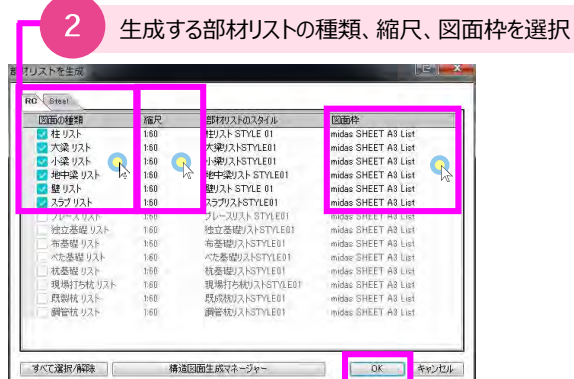 2 生成する部材リストの種類、縮尺、図面枠を選択
部材リストを生成
RC Steel
図面の種類 縮尺 部材リストのスタイル 図面枠
柱 リスト 1:60 柱リスト STYLE 01 midas SHEET A3 List
大梁 リスト 1:60 大梁リストSTYLE01 midas SHEET A3 List
小梁 リスト 1:60 小梁リストSTYLE01 midas SHEET A3 List
地中梁 リスト 1:60 地中梁リスト STYLE01 midas SHEET A3 List
壁 リスト 1:60 壁リスト STYLE 01 midas SHEET A3 List
スラブ リスト 1:60 スラブリストSTYLE01 midas SHEET A3 List
ブレース リスト 1:60 ブレースリスト STYLE01 midas SHEET A3 List
独立基礎 リスト 1:60 独立基礎リストSTYLE01 midas SHEET A3 List
布基礎 リスト 1:60 布基礎リストSTYLE01 midas SHEET A3 List
べた基礎 リスト 1:60 べた基礎リストSTYLE01 midas SHEET A3 List
杭基礎 リスト 1:60 杭基礎リストSTYLE01 midas SHEET A3 List
現場打ち杭 リスト 1:60 現場打ち杭リストSTYLE01 midas SHEET A3 List
既製杭 リスト 1:60 既成杭リストSTYLE01 midas SHEET A3 List
鋼管杭 リスト 1:60 鋼管杭リストSTYLE01 midas SHEET A3 List
すべて選択/解除 構造図面生成マネージャー OK キャンセル